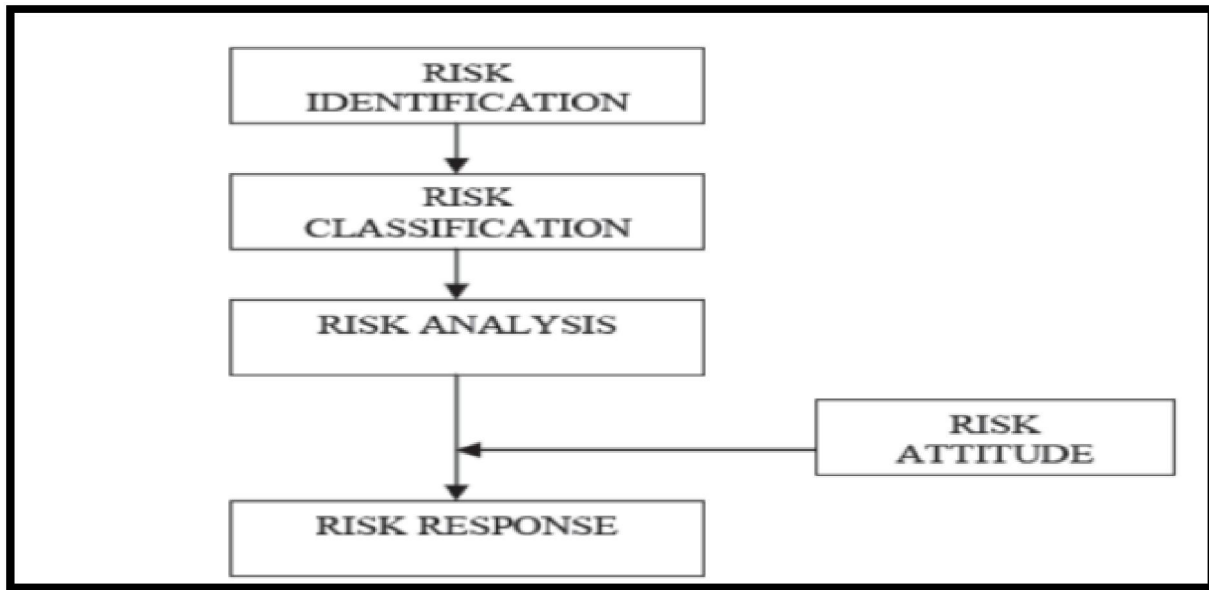 RISK
IDENTIFICATION
RISK
CLASSIFICATION
RISK ANALYSIS
RISK
ATTITUDE
RISK RESPONSE